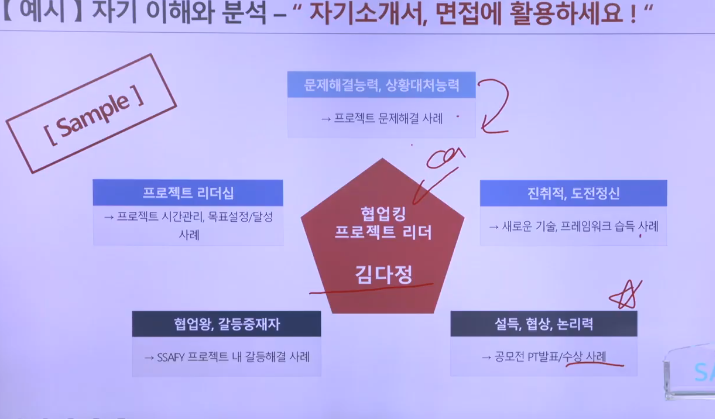 【 예시 】 자기 이해와 분석 – “ 자기소개서, 면접에 활용하세요 ! “
[ Sample ]
문제해결능력, 상황대처능력
→ 프로젝트 문제해결 사례
프로젝트 리더십
→ 프로젝트 시간관리, 목표설정/달성
사례
협업킹
프로젝트 리더
김다정
진취적, 도전정신
→ 새로운 기술, 프레임워크 습득 사례
협업왕, 갈등중재자
→ SSAFY 프로젝트 내 갈등해결 사례
설득, 협상, 논리력
→ 공모전 PT발표/수상 사례